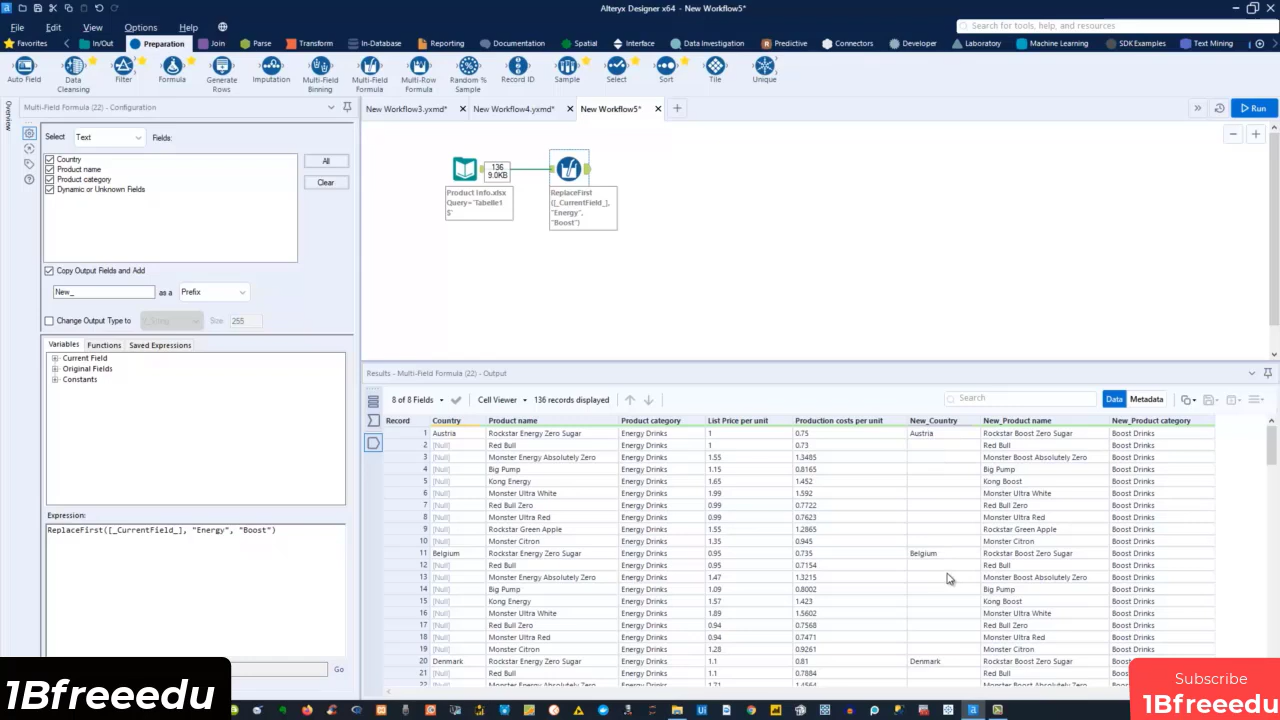 Alteryx Designer x64 - New Workflow5*
File Edit View Options Help
Search for tools, help, and resources
Favorites In/Out Preparation Join Parse Transform In-Database Reporting Documentation Spatial Interface Data Investigation Predictive Connectors Developer Laboratory Machine Learning SDK Examples Text Mining
Auto Field
Data Cleansing
Filter
Formula
Generate Rows
Imputation
Multi-Field Binning
Multi-Field Formula
Multi-Row Formula
Random % Sample
Record ID
Sample
Select
Sort
Tile
Unique
Overview
Multi-Field Formula (22) - Configuration
New Workflow3.yxmd* New Workflow4.yxmd* New Workflow5*
Run
Select Text Fields:
Country
Product name
Product category
Dynamic or Unknown Fields
All
Clear
Copy Output Fields and Add
New_ as a Prefix
Change Output Type to V_String Size 255
Variables Functions Saved Expressions
Current Field
Original Fields
Constants
Expression:
ReplaceFirst([_CurrentField_], "Energy", "Boost")
Go
136
9.0KB
Product Info.xlsx
Query=`Tabelle1
$`
ReplaceFirst
([_CurrentField_],
"Energy",
"Boost")
Results - Multi-Field Formula (22) - Output
8 of 8 Fields Cell Viewer 136 records displayed Search Data Metadata
Record Country Product name Product category List Price per unit Production costs per unit New_Country New_Product name New_Product category
1 Austria Rockstar Energy Zero Sugar Energy Drinks 1 0.75 Austria Rockstar Boost Zero Sugar Boost Drinks
2 [Null] Red Bull Energy Drinks 1 0.73 Red Bull Boost Drinks
3 [Null] Monster Energy Absolutely Zero Energy Drinks 1.55 1.3485 Monster Boost Absolutely Zero Boost Drinks
4 [Null] Big Pump Energy Drinks 1.15 0.8165 Big Pump Boost Drinks
5 [Null] Kong Energy Energy Drinks 1.65 1.452 Kong Boost Boost Drinks
6 [Null] Monster Ultra White Energy Drinks 1.99 1.592 Monster Ultra White Boost Drinks
7 [Null] Red Bull Zero Energy Drinks 0.99 0.7722 Red Bull Zero Boost Drinks
8 [Null] Monster Ultra Red Energy Drinks 0.99 0.7623 Monster Ultra Red Boost Drinks
9 [Null] Rockstar Green Apple Energy Drinks 1.55 1.2865 Rockstar Green Apple Boost Drinks
10 [Null] Monster Citron Energy Drinks 1.35 0.945 Monster Citron Boost Drinks
11 Belgium Rockstar Energy Zero Sugar Energy Drinks 0.95 0.735 Belgium Rockstar Boost Zero Sugar Boost Drinks
12 [Null] Red Bull Energy Drinks 0.95 0.7154 Red Bull Boost Drinks
13 [Null] Monster Energy Absolutely Zero Energy Drinks 1.47 1.3215 Monster Boost Absolutely Zero Boost Drinks
14 [Null] Big Pump Energy Drinks 1.09 0.8002 Big Pump Boost Drinks
15 [Null] Kong Energy Energy Drinks 1.57 1.423 Kong Boost Boost Drinks
16 [Null] Monster Ultra White Energy Drinks 1.89 1.5602 Monster Ultra White Boost Drinks
17 [Null] Red Bull Zero Energy Drinks 0.94 0.7568 Red Bull Zero Boost Drinks
18 [Null] Monster Ultra Red Energy Drinks 0.94 0.7471 Monster Ultra Red Boost Drinks
19 [Null] Monster Citron Energy Drinks 1.28 0.9261 Monster Citron Boost Drinks
20 Denmark Rockstar Energy Zero Sugar Energy Drinks 1.1 0.81 Denmark Rockstar Boost Zero Sugar Boost Drinks
21 [Null] Red Bull Energy Drinks 1.1 0.7884 Red Bull
22 [Null] Monster Energy Absolutely Zero Energy Drinks 1.71 1.4564 Monster Boost Absolutely Zero
1Bfreeedu
Subscribe
1Bfreeedu